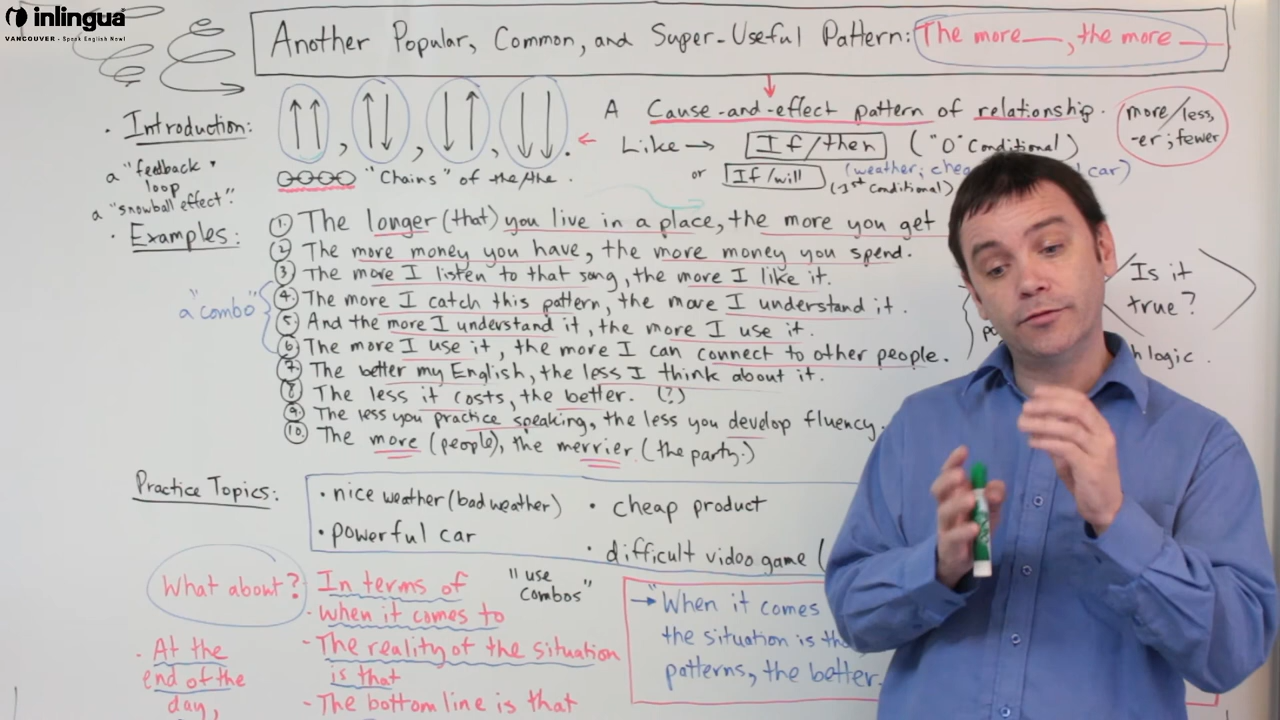 inlingua
VANCOUVER - Speak English Now!
Another Popular, Common, and Super-Useful Pattern: The more___, the more ___
A Cause-and-effect pattern of relationship.
more/less,
-er; fewer
• Introduction:
Like → If/then ("0" Conditional)
a "feedback
loop
"Chains" of the/the.
or If/will (weather; car)
(1st Conditional)
a "snowball effect".
• Examples:
① The longer (that) you live in a place, the more you get
② The more money you have, the more money you spend.
③ The more I listen to that song, the more I like it.
a "combo"
④ The more I catch this pattern, the more I understand it.
⑤ And the more I understand it, the more I use it.
⑥ The more I use it, the more I can connect to other people.
⑦ The better my English, the less I think about it.
⑧ The less it costs, the better. (?)
⑨ The less you practice speaking, the less you develop fluency.
⑩ The more (people), the merrier (the party.)
Is it
true?
logic.
Practice Topics:
• nice weather (bad weather) • cheap product
• powerful car
• difficult video game (
What about?
In terms of
"use
combos"
- when it comes to
- The reality of the situation
is that
- The bottom line is that
- At the
end of the
day,
→ "When it comes
the situation is
patterns, the better.